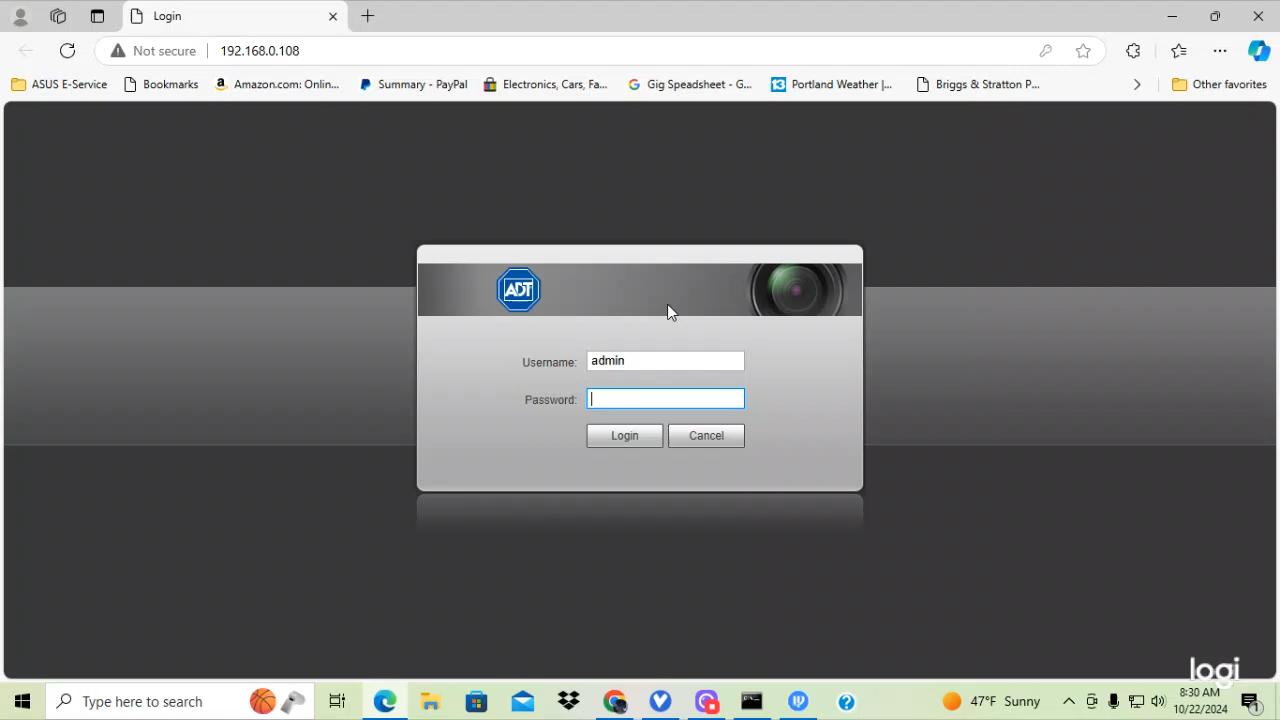 Login
Not secure
192.168.0.108
ASUS E-Service
Bookmarks
Amazon.com: Onlin...
Summary - PayPal
Electronics, Cars, Fa...
Gig Speadsheet - G...
Portland Weather |...
Briggs & Stratton P...
Other favorites
ADT
Username:
admin
Password:
Login
Cancel
logi
Type here to search
47°F Sunny
8:30 AM
10/22/2024